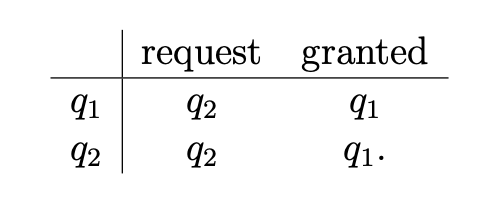 request granted
q₁ q₂ q₁
q₂ q₂ q₁.